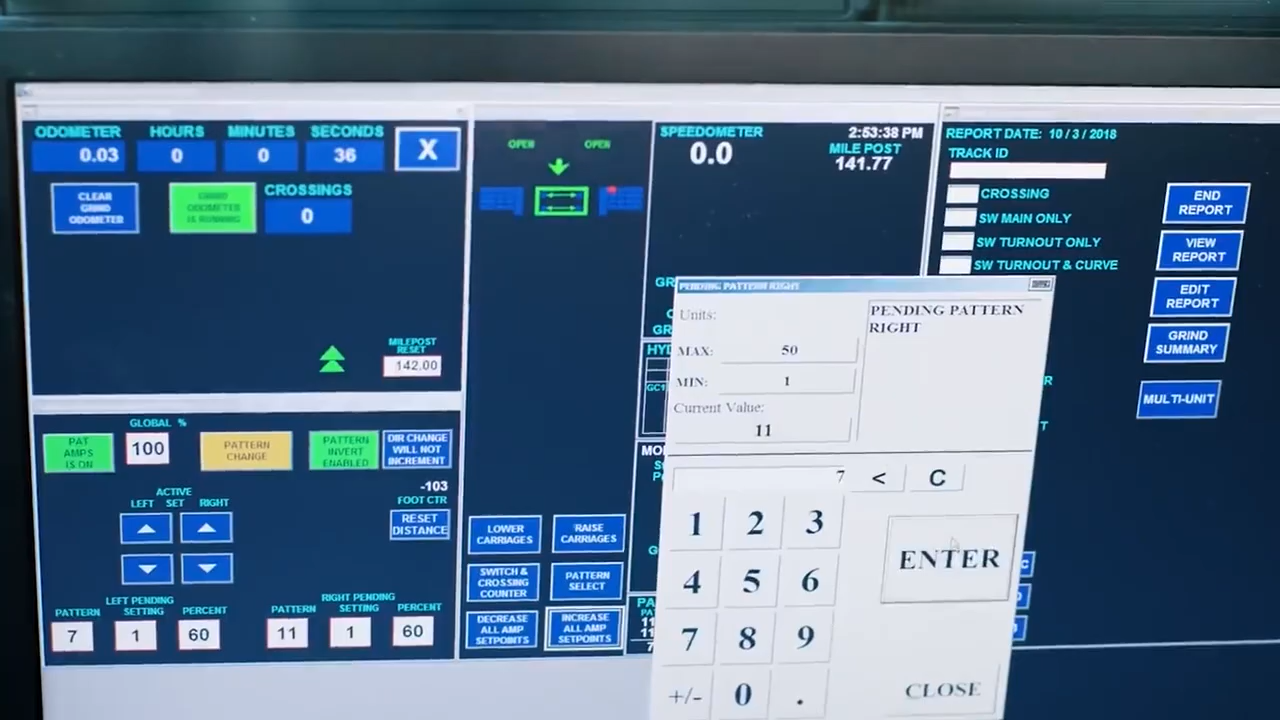 ODOMETER HOURS MINUTES SECONDS
0.03 0 0 36 X
CLEAR
GRIND
ODOMETER
GRIND
ODOMETER
IS RUNNING
CROSSINGS
0
MILEPOST
RESET
142.00
GLOBAL %
PAT
AMPS
IS ON
100
PATTERN
CHANGE
PATTERN
INVERT
ENABLED
DIR CHANGE
WILL NOT
INCREMENT
-103
FOOT CTR
RESET
DISTANCE
ACTIVE
LEFT SET RIGHT
LEFT PENDING
PATTERN SETTING PERCENT
7 1 60
RIGHT PENDING
PATTERN SETTING PERCENT
11 1 60
OPEN OPEN
LOWER
CARRIAGES
RAISE
CARRIAGES
SWITCH &
CROSSING
COUNTER
PATTERN
SELECT
DECREASE
ALL AMP
SETPOINTS
INCREASE
ALL AMP
SETPOINTS
SPEEDOMETER
0.0
2:53:38 PM
MILE POST
141.77
PENDING PATTERN RIGHT
Units:
MAX: 50
MIN: 1
Current Value:
11
PENDING PATTERN
RIGHT
7 < C
1 2 3
4 5 6
7 8 9
+/- 0 .
ENTER
CLOSE
REPORT DATE: 10 / 3 / 2018
TRACK ID
CROSSING
SW MAIN ONLY
SW TURNOUT ONLY
SW TURNOUT & CURVE
END
REPORT
VIEW
REPORT
EDIT
REPORT
GRIND
SUMMARY
MULTI-UNIT